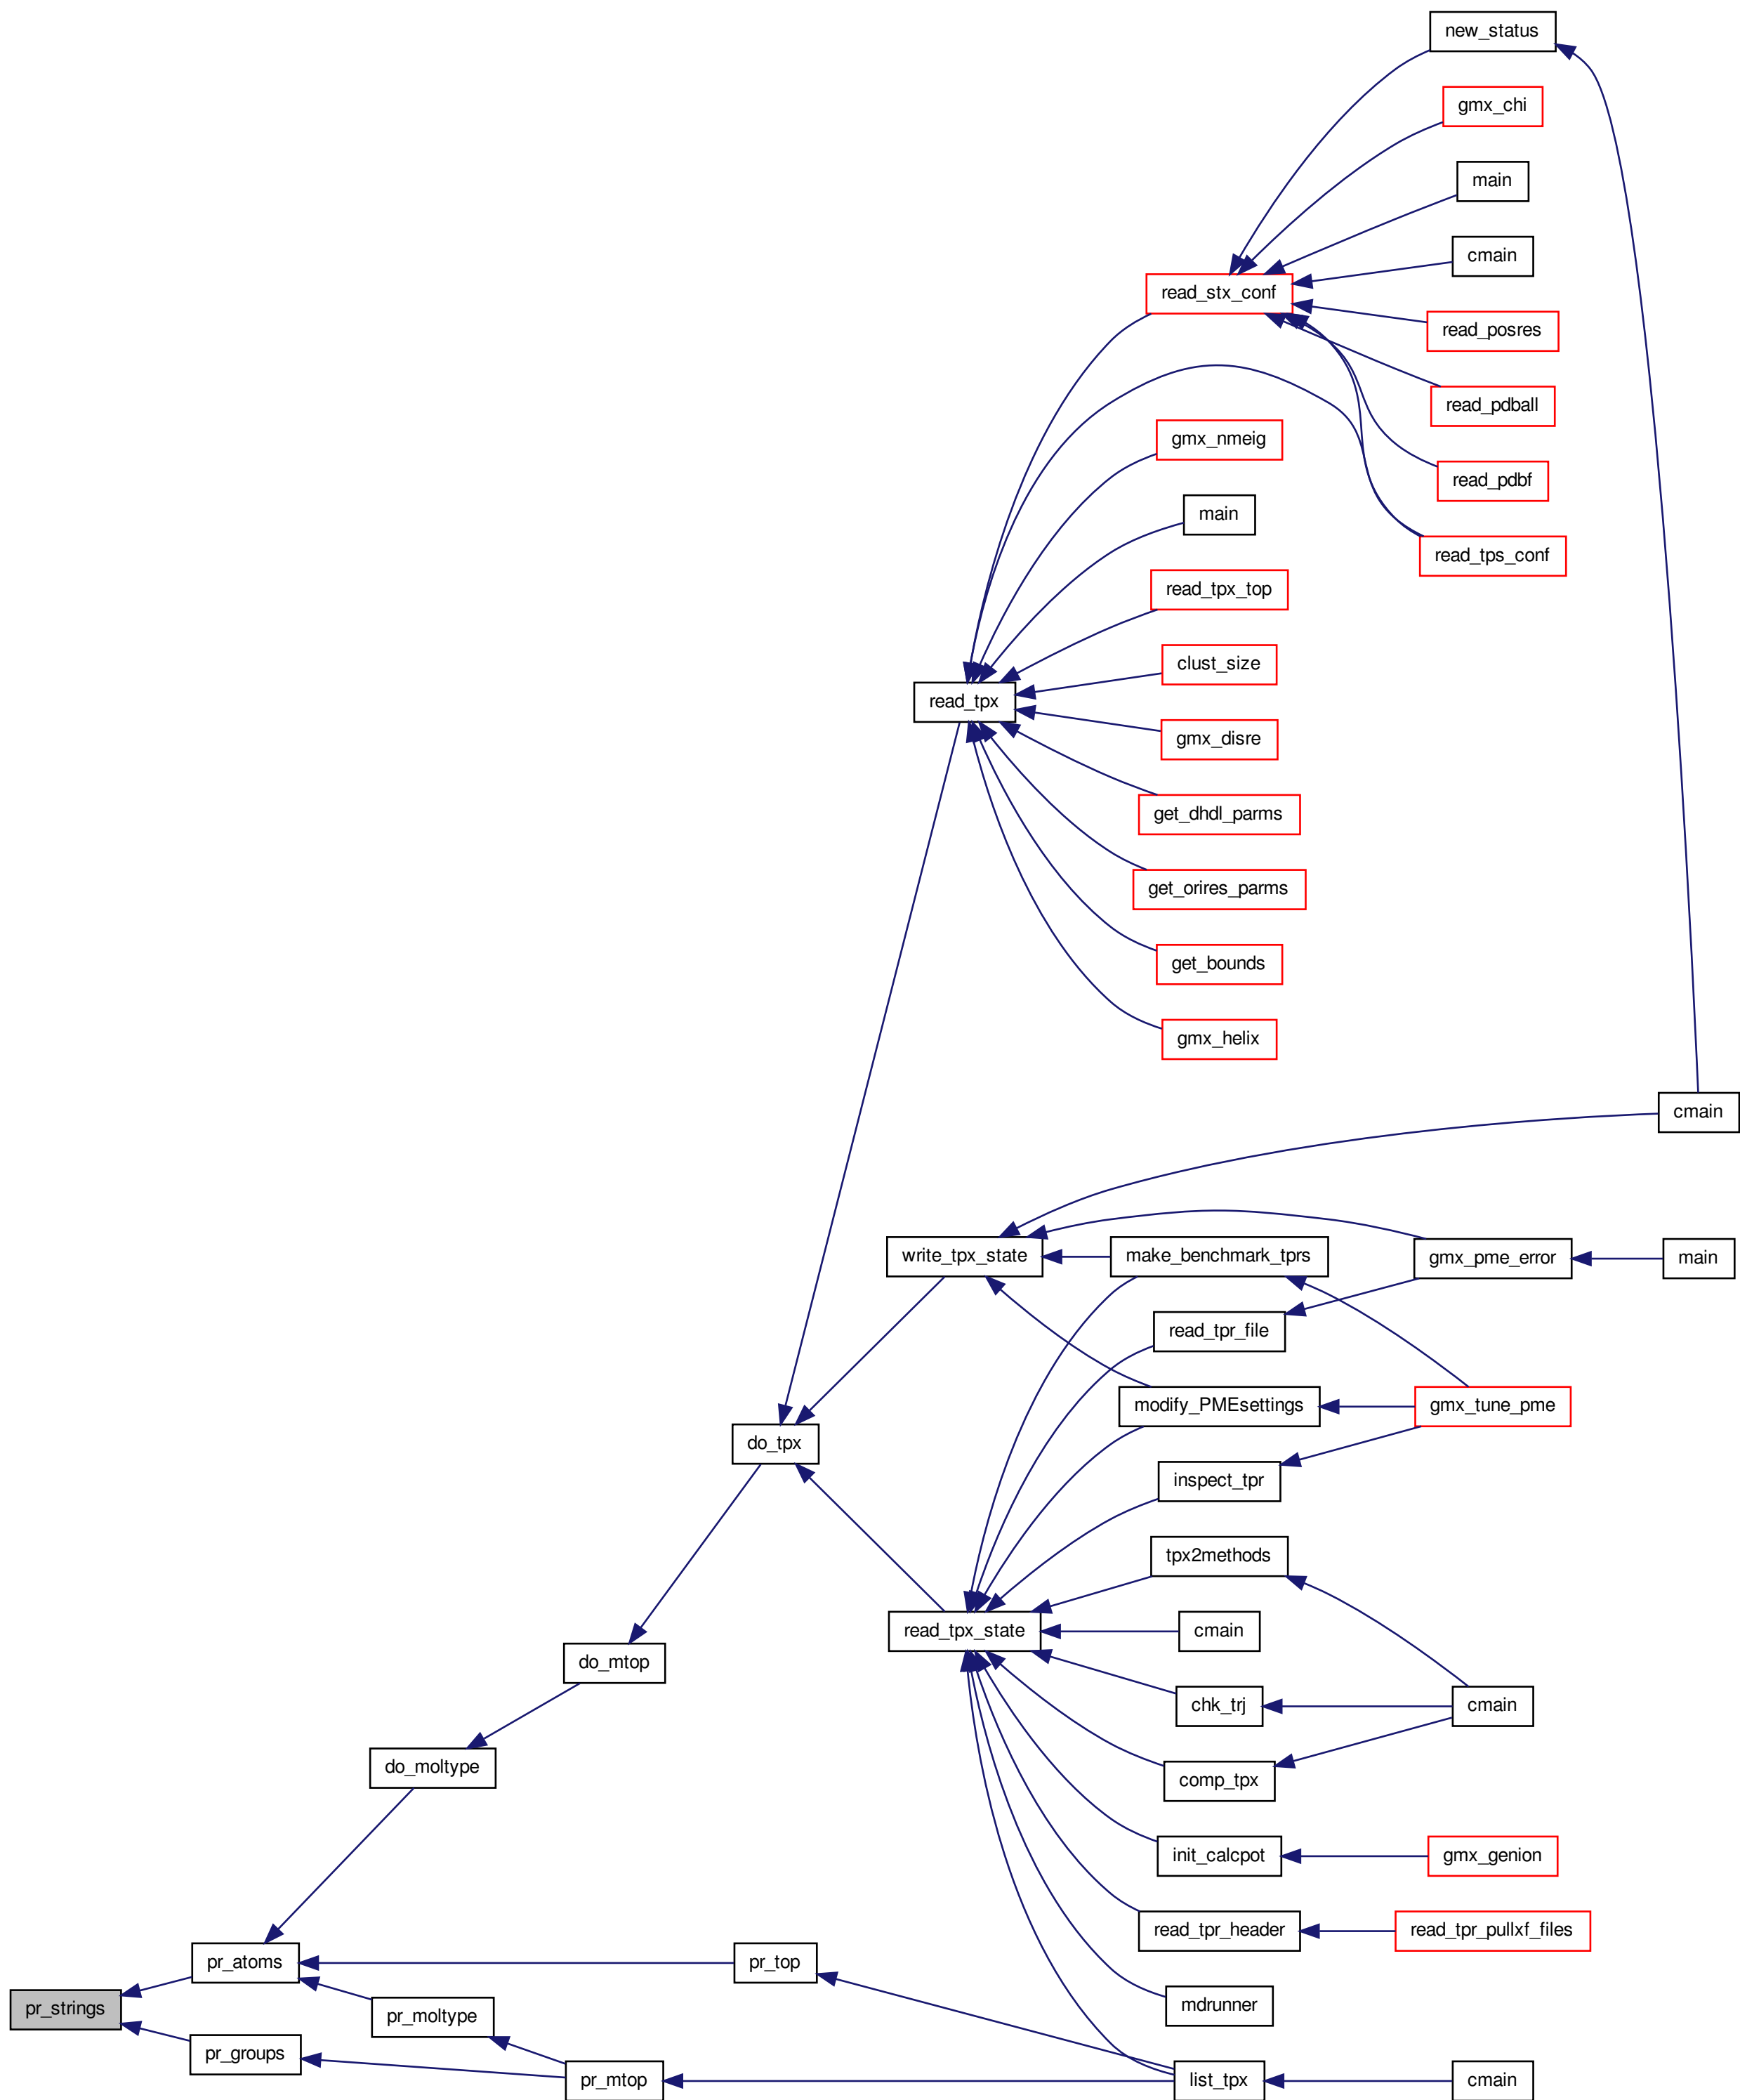 new_status
gmx_chi
main
cmain
read_stx_conf
read_posres
read_pdball
gmx_nmeig
read_pdbf
main
read_tps_conf
read_tpx_top
clust_size
read_tpx
gmx_disre
get_dhdl_parms
get_orires_parms
get_bounds
gmx_helix
cmain
write_tpx_state
make_benchmark_tprs
gmx_pme_error
main
read_tpr_file
modify_PMEsettings
gmx_tune_pme
do_tpx
inspect_tpr
tpx2methods
read_tpx_state
cmain
do_mtop
chk_trj
cmain
do_moltype
comp_tpx
init_calcpot
gmx_genion
read_tpr_header
read_tpr_pullxf_files
pr_atoms
pr_top
pr_strings
pr_moltype
mdrunner
pr_groups
pr_mtop
list_tpx
cmain